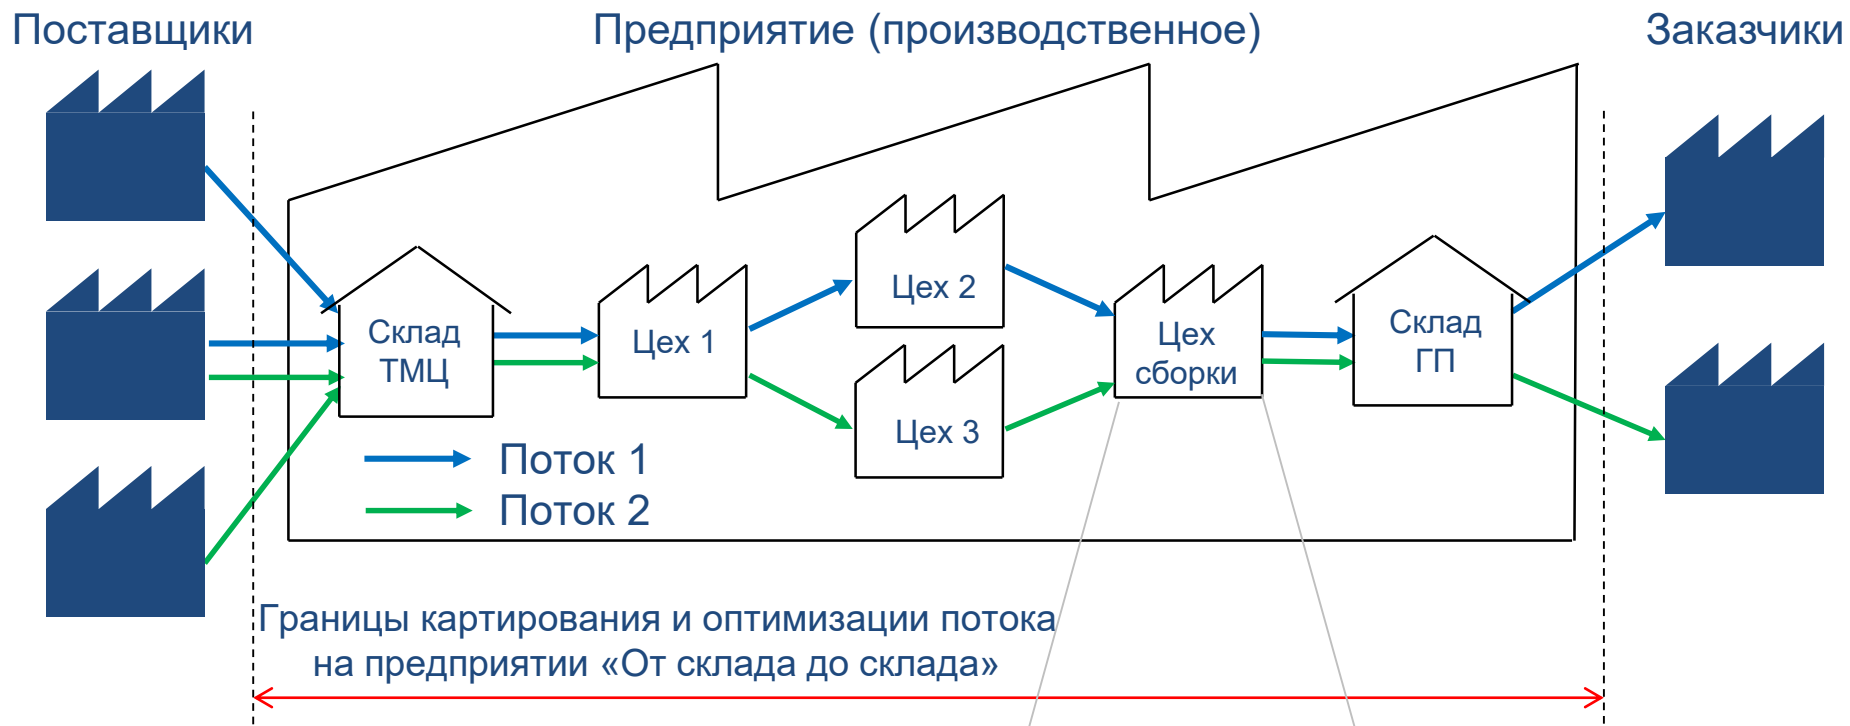 Поставщики
Предприятие (производственное)
Заказчики
Склад
ТМЦ
Цех 1
Цех 2
Цех 3
Цех
сборки
Склад
ГП
Поток 1
Поток 2
Границы картирования и оптимизации потока
на предприятии «От склада до склада»